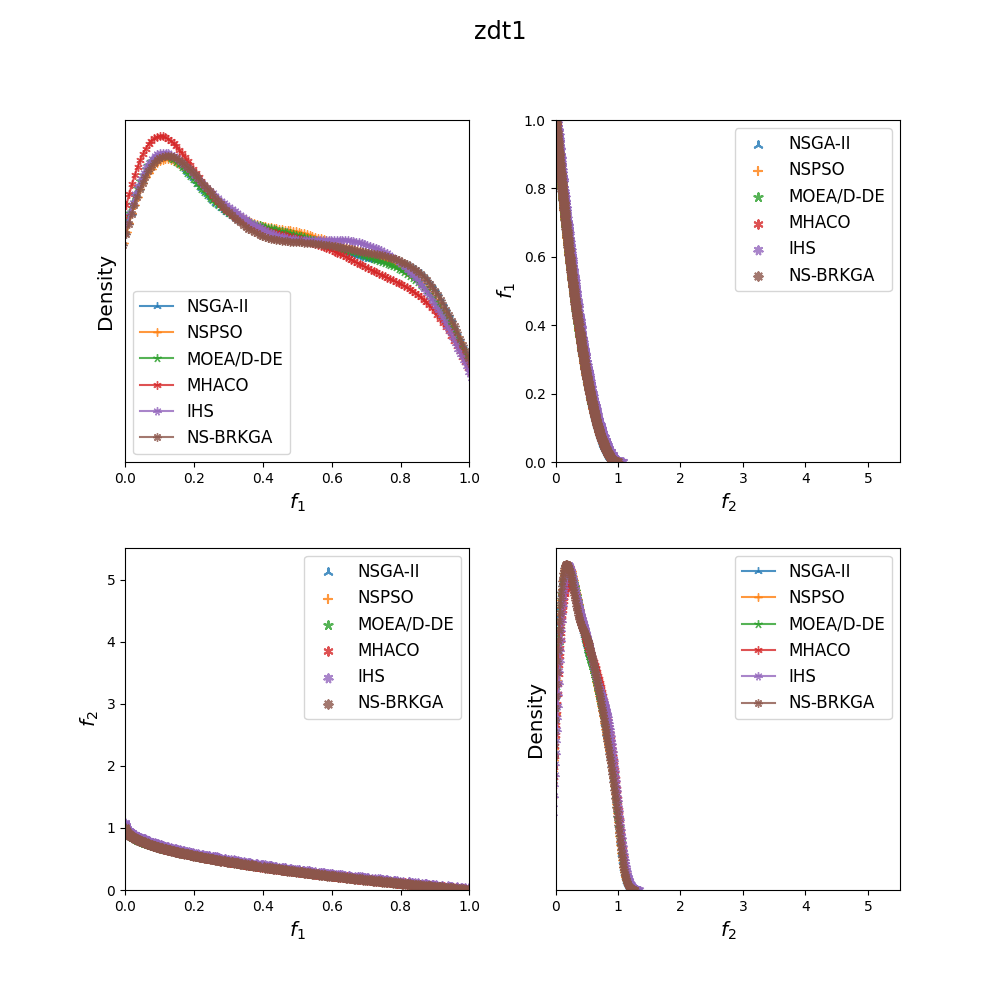 zdt1
Density
NSGA-II
NSPSO
MOEA/D-DE
MHACO
IHS
NS-BRKGA
0.0 0.2 0.4 0.6 0.8 1.0
f1
f1
1.0
0.8
0.6
0.4
0.2
0.0
NSGA-II
NSPSO
MOEA/D-DE
MHACO
IHS
NS-BRKGA
0 1 2 3 4 5
f2
f2
5
4
3
2
1
0
NSGA-II
NSPSO
MOEA/D-DE
MHACO
IHS
NS-BRKGA
0.0 0.2 0.4 0.6 0.8 1.0
f1
Density
NSGA-II
NSPSO
MOEA/D-DE
MHACO
IHS
NS-BRKGA
0 1 2 3 4 5
f2